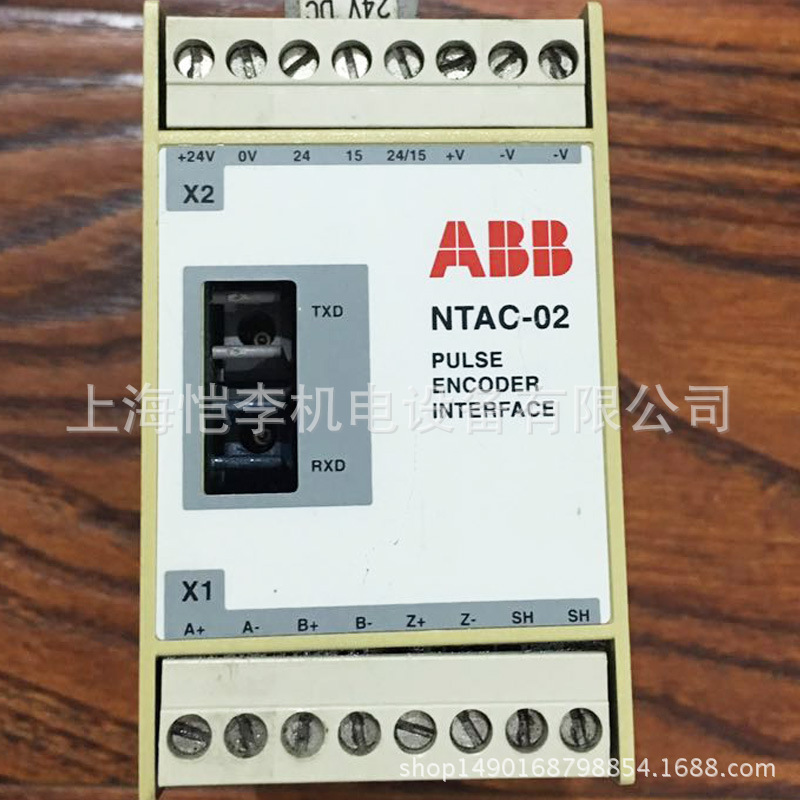 24V DC
+24V 0V 24 15 24/15 +V -V -V
X2
ABB
TXD
NTAC-02
PULSE
ENCODER
INTERFACE
上海恺李机电设备有限公司
RXD
X1
A+ A- B+ B- Z+ Z- SH SH
shop1490168798854.1688.com